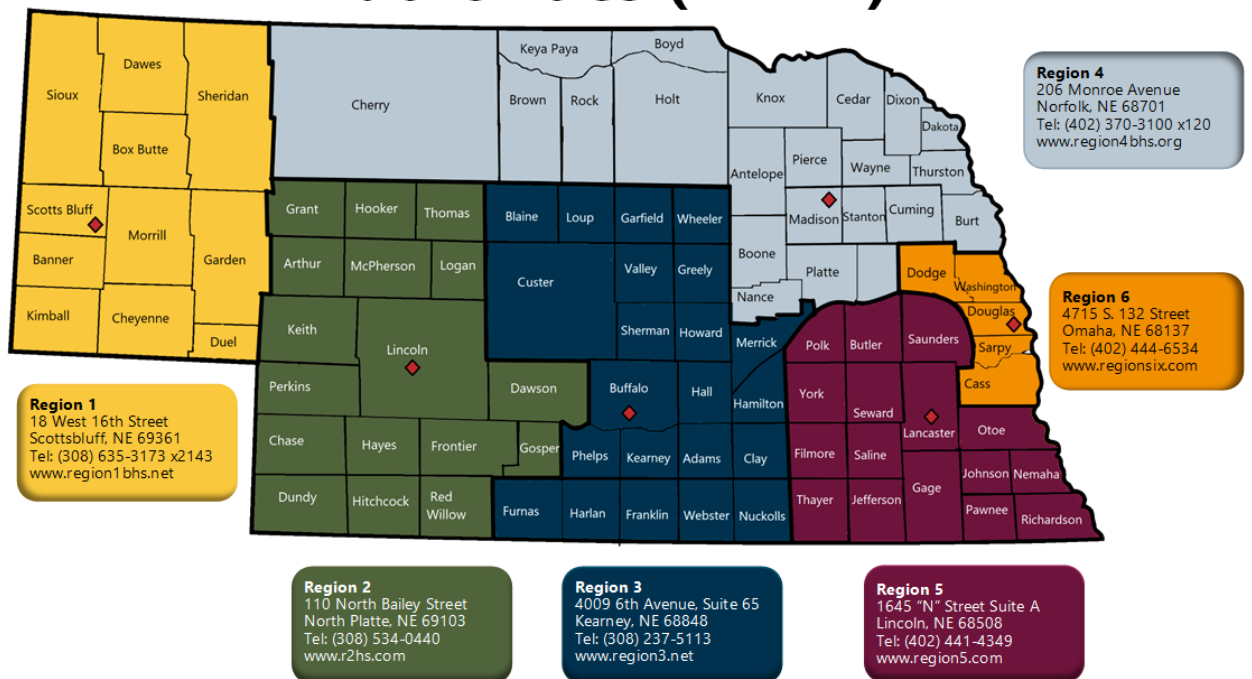 Keya Paya
Boyd
Dawes
Sioux
Sheridan
Cherry
Brown
Rock
Holt
Knox
Cedar
Dixon
Dakota
Box Butte
Pierce
Wayne
Antelope
Thurston
Scotts Bluff
Morrill
Grant
Hooker
Thomas
Blaine
Loup
Garfield
Wheeler
Madison
Stanton
Cuming
Burt
Banner
Garden
Arthur
McPherson
Logan
Custer
Valley
Greely
Boone
Platte
Dodge
Washington
Nance
Kimball
Cheyenne
Duel
Keith
Lincoln
Sherman
Howard
Merrick
Polk
Butler
Saunders
Douglas
Sarpy
Cass
Perkins
Dawson
Buffalo
Hall
Hamilton
York
Seward
Lancaster
Otoe
Chase
Hayes
Frontier
Gosper
Phelps
Kearney
Adams
Clay
Filmore
Saline
Gage
Johnson
Nemaha
Dundy
Hitchcock
Red
Willow
Furnas
Harlan
Franklin
Webster
Nuckolls
Thayer
Jefferson
Pawnee
Richardson
Region 4
206 Monroe Avenue
Norfolk, NE 68701
Tel: (402) 370-3100 x120
www.region4bhs.org
Region 6
4715 S. 132 Street
Omaha, NE 68137
Tel: (402) 444-6534
www.regionsix.com
Region 1
18 West 16th Street
Scottsbluff, NE 69361
Tel: (308) 635-3173 x2143
www.region1bhs.net
Region 2
110 North Bailey Street
North Platte, NE 69103
Tel: (308) 534-0440
www.r2hs.com
Region 3
4009 6th Avenue, Suite 65
Kearney, NE 68848
Tel: (308) 237-5113
www.region3.net
Region 5
1645 “N” Street Suite A
Lincoln, NE 68508
Tel: (402) 441-4349
www.region5.com